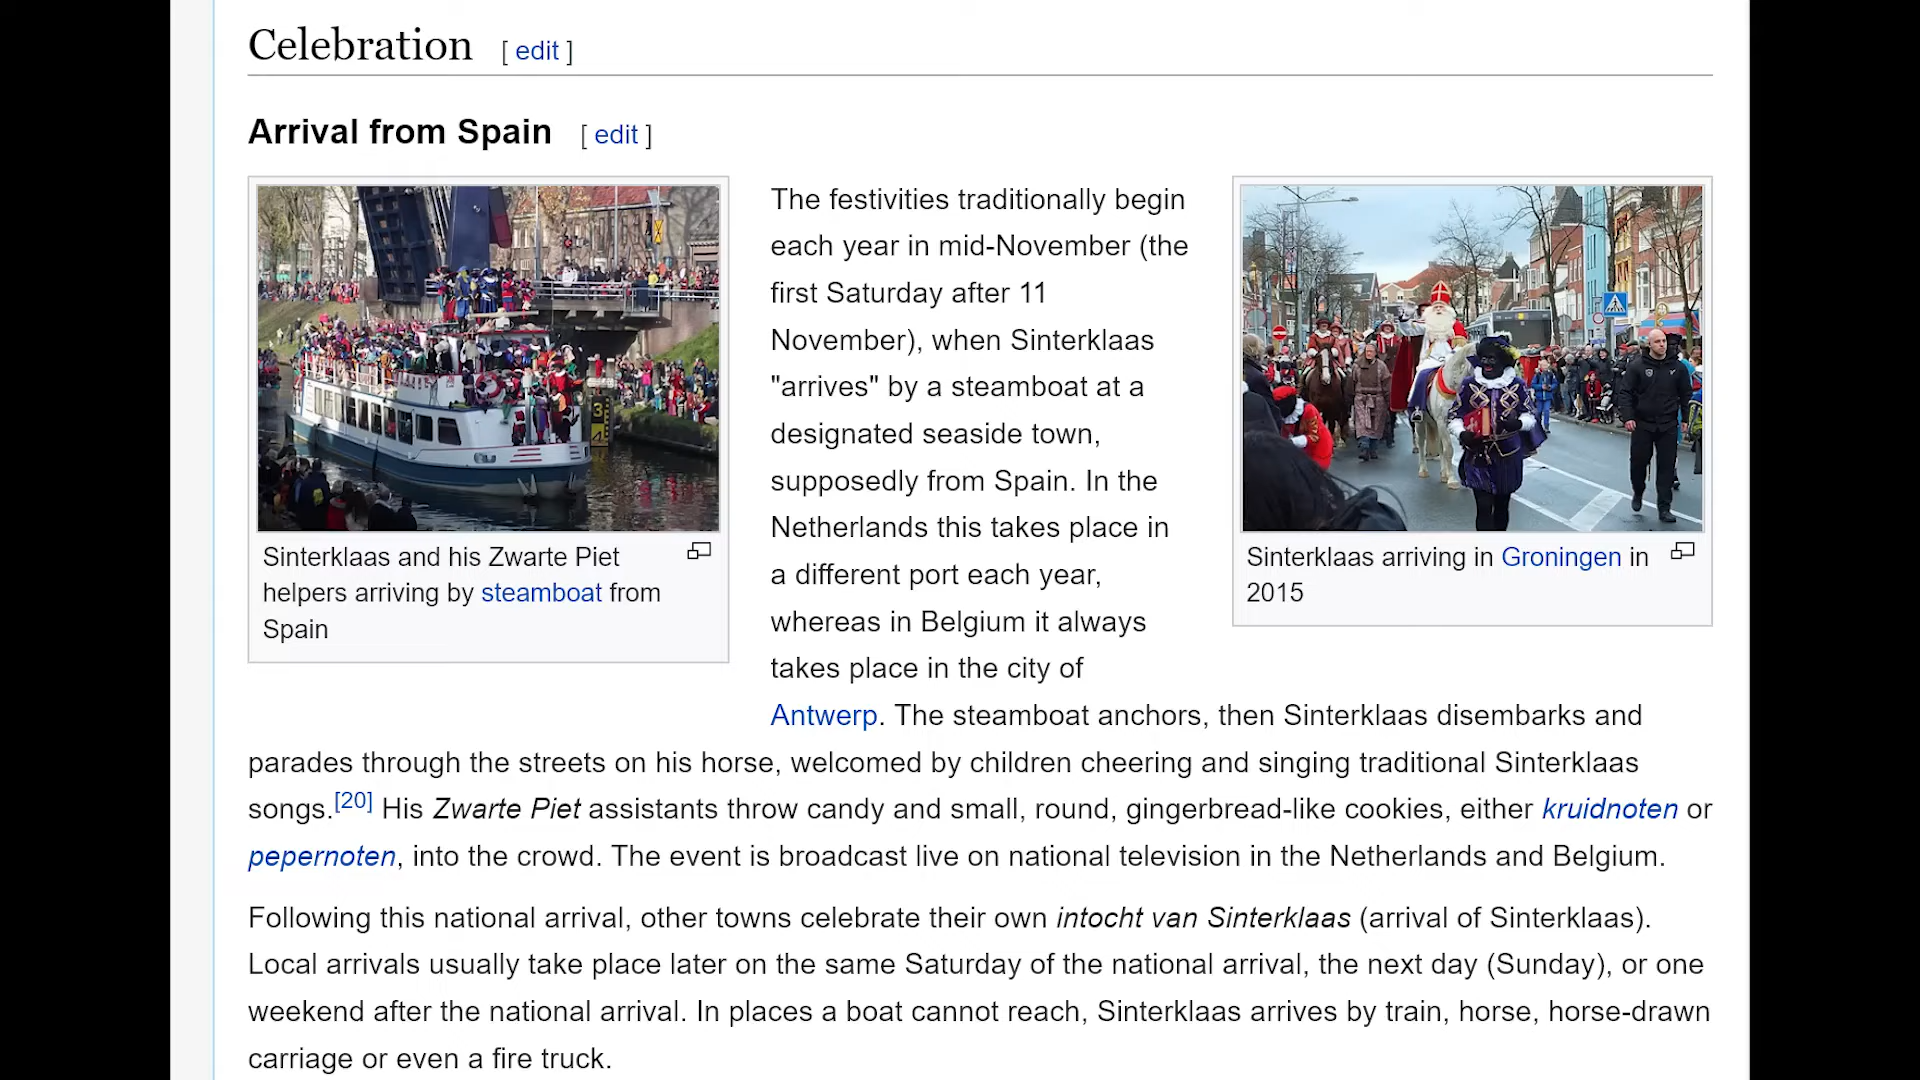 Celebration [ edit ]
Arrival from Spain [ edit ]
Sinterklaas and his Zwarte Piet
helpers arriving by steamboat from
Spain
The festivities traditionally begin
each year in mid-November (the
first Saturday after 11
November), when Sinterklaas
"arrives" by a steamboat at a
designated seaside town,
supposedly from Spain. In the
Netherlands this takes place in
a different port each year,
whereas in Belgium it always
takes place in the city of
Antwerp. The steamboat anchors, then Sinterklaas disembarks and
parades through the streets on his horse, welcomed by children cheering and singing traditional Sinterklaas
songs.[20] His Zwarte Piet assistants throw candy and small, round, gingerbread-like cookies, either kruidnoten or
pepernoten, into the crowd. The event is broadcast live on national television in the Netherlands and Belgium.
Sinterklaas arriving in Groningen in
2015
Following this national arrival, other towns celebrate their own intocht van Sinterklaas (arrival of Sinterklaas).
Local arrivals usually take place later on the same Saturday of the national arrival, the next day (Sunday), or one
weekend after the national arrival. In places a boat cannot reach, Sinterklaas arrives by train, horse, horse-drawn
carriage or even a fire truck.